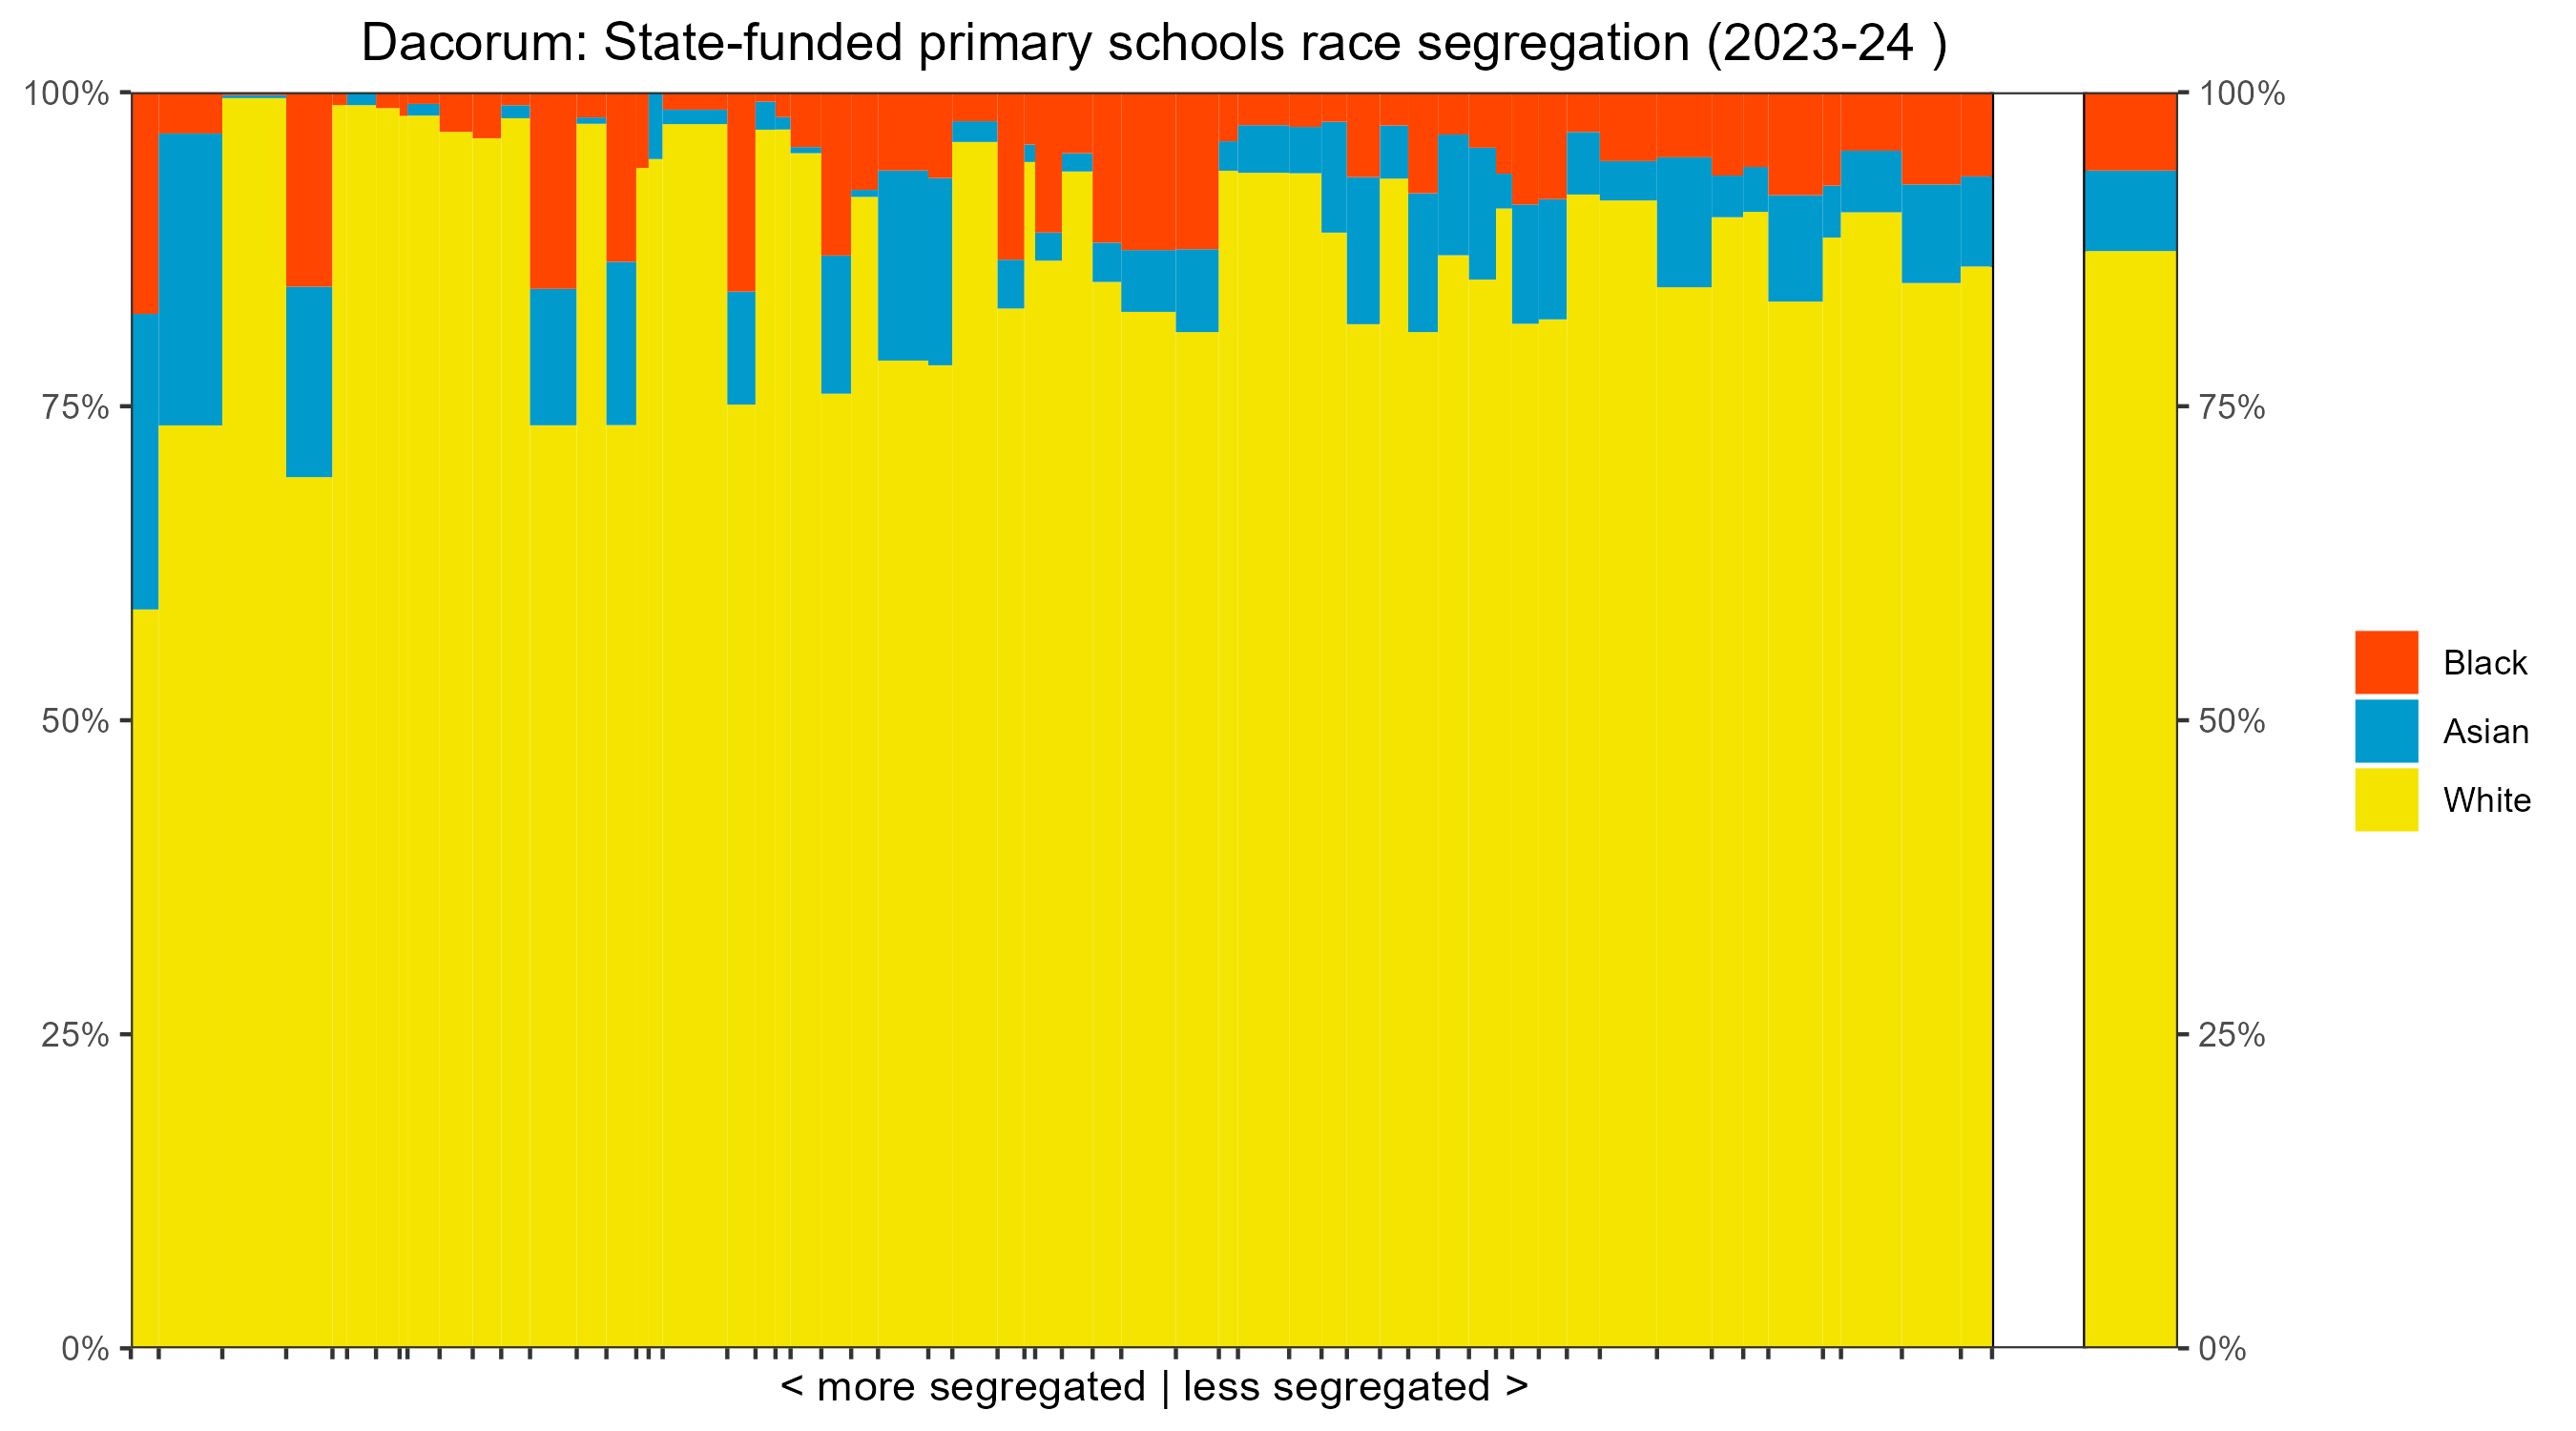 Dacorum: State-funded primary schools race segregation (2023-24 )
100%
75%
50%
25%
0%
100%
75%
50%
25%
0%
Black
Asian
White
< more segregated | less segregated >